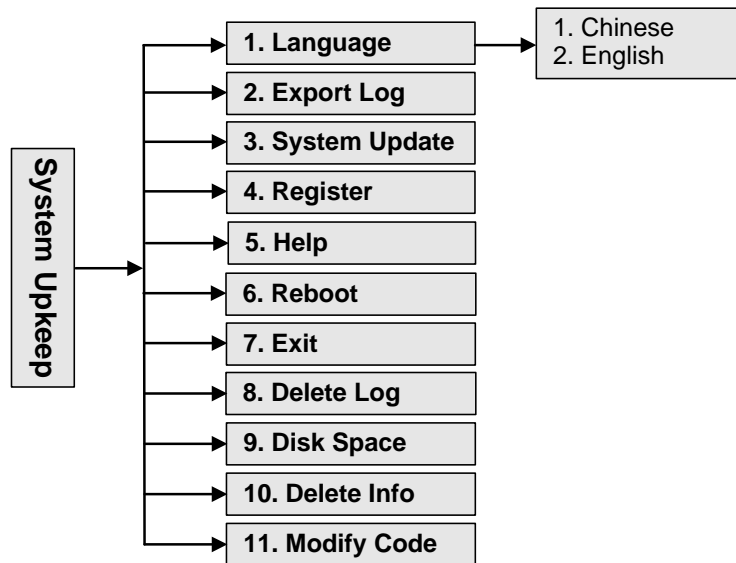 System Upkeep
1. Language
1. Chinese
2. English
2. Export Log
3. System Update
4. Register
5. Help
6. Reboot
7. Exit
8. Delete Log
9. Disk Space
10. Delete Info
11. Modify Code